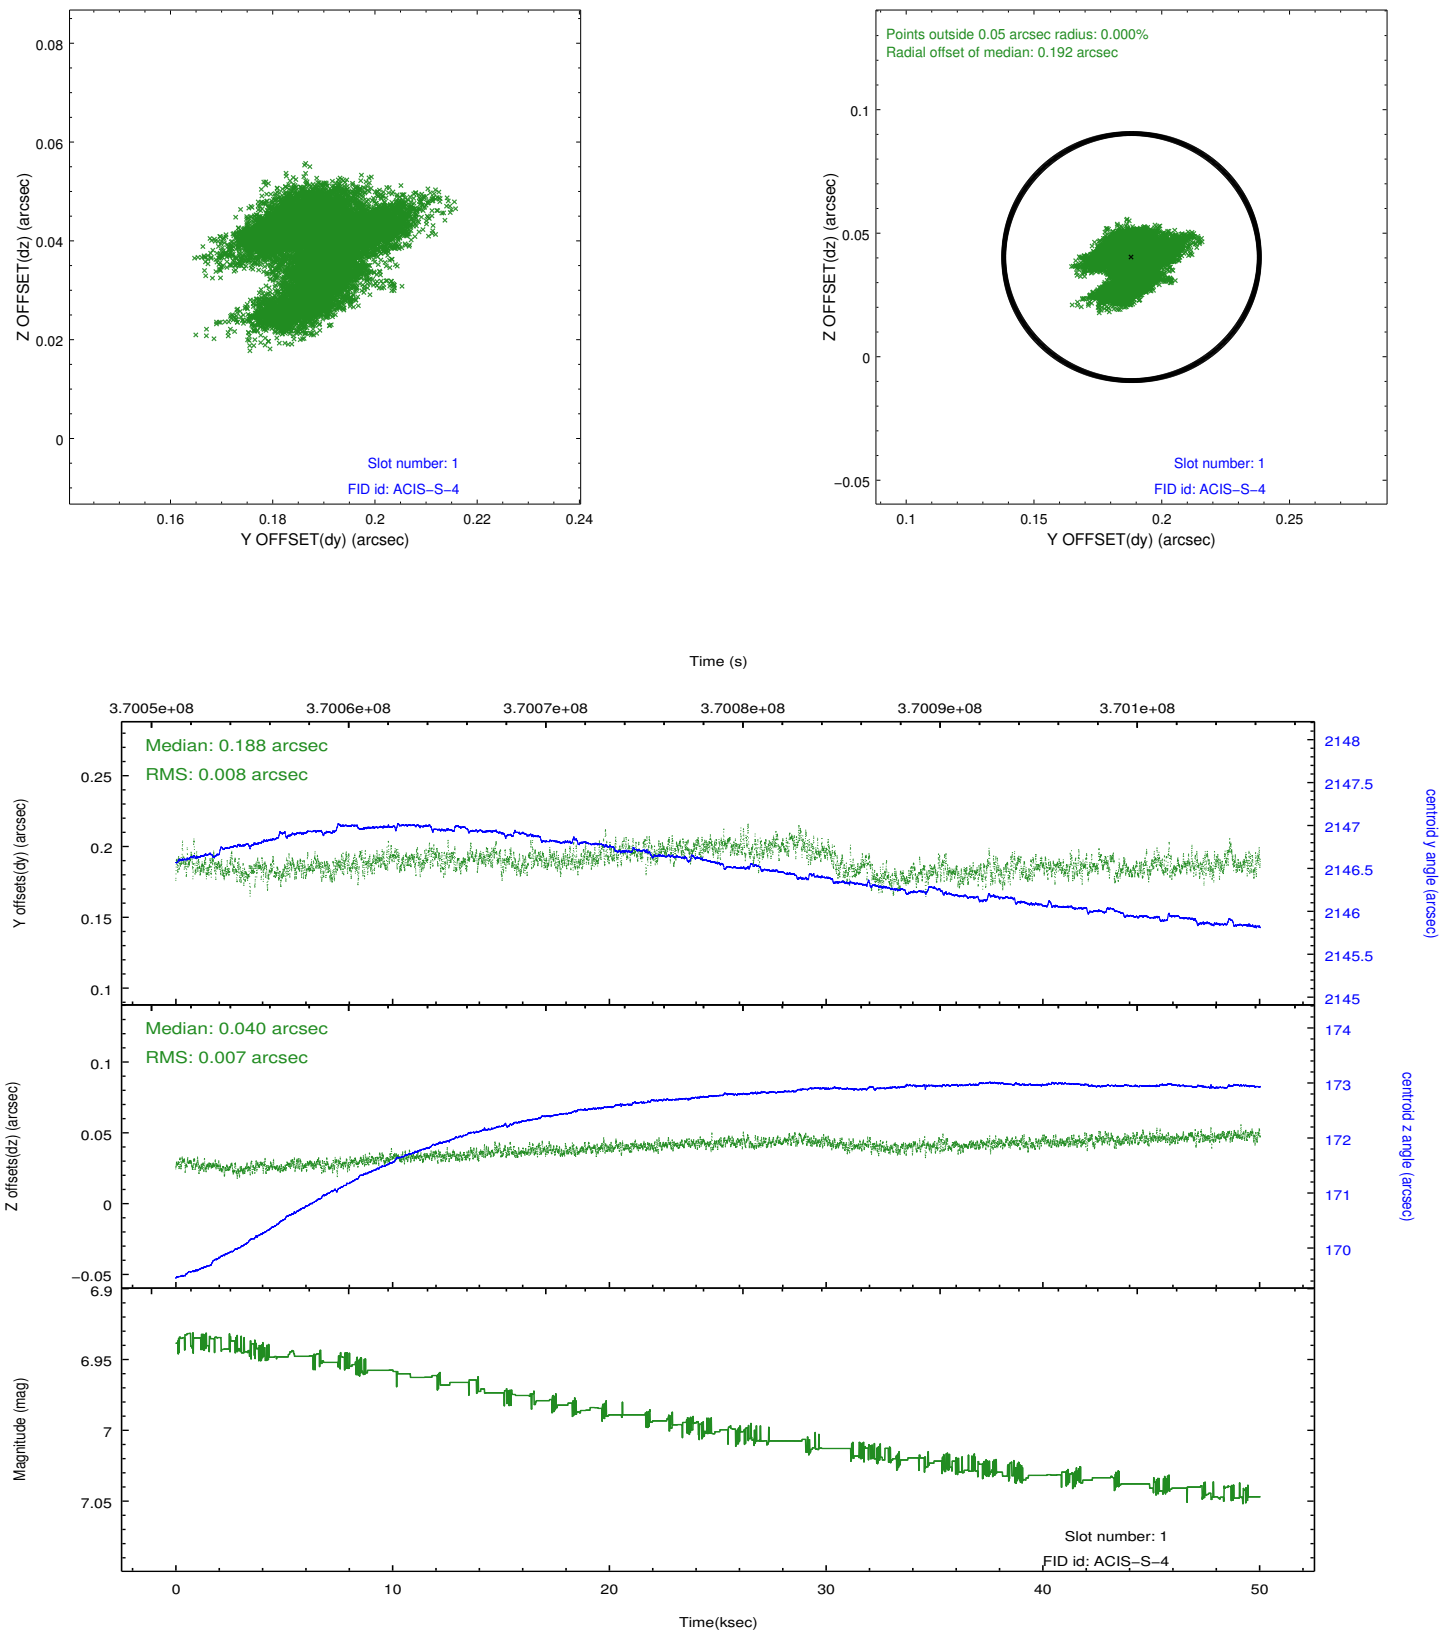 0.08
0.06
0.04
0.02
0
Z OFFSET(dz) (arcsec)
Slot number: 1
FID id: ACIS−S−4
0.16
0.18
0.2
0.22
0.24
Y OFFSET(dy) (arcsec)
Points outside 0.05 arcsec radius: 0.000%
Radial offset of median: 0.192 arcsec
0.1
0.05
0
−0.05
Z OFFSET(dz) (arcsec)
Slot number: 1
FID id: ACIS−S−4
0.1
0.15
0.2
0.25
Y OFFSET(dy) (arcsec)
Time (s)
3.7005e+08
3.7006e+08
3.7007e+08
3.7008e+08
3.7009e+08
3.701e+08
Median: 0.188 arcsec
RMS: 0.008 arcsec
0.25
0.2
0.15
0.1
Y offsets(dy) (arcsec)
2148
2147.5
2147
2146.5
2146
2145.5
2145
centroid y angle (arcsec)
Median: 0.040 arcsec
RMS: 0.007 arcsec
0.1
0.05
0
−0.05
Z offsets(dz) (arcsec)
174
173
172
171
170
centroid z angle (arcsec)
6.9
6.95
7
7.05
Magnitude (mag)
Slot number: 1
FID id: ACIS−S−4
0
10
20
30
40
50
Time(ksec)